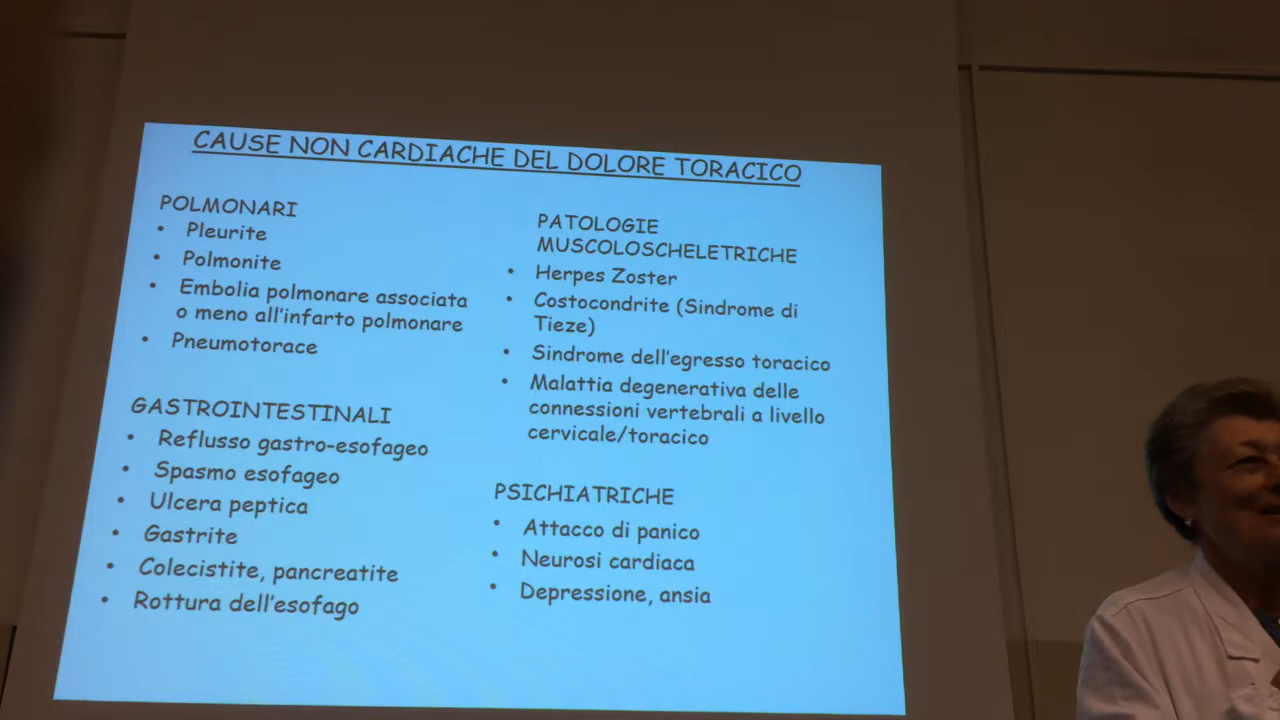 CAUSE NON CARDIACHE DEL DOLORE TORACICO
POLMONARI
• Pleurite
• Polmonite
• Embolia polmonare associata
o meno all'infarto polmonare
• Pneumotorace
GASTROINTESTINALI
• Reflusso gastro-esofageo
• Spasmo esofageo
• Ulcera peptica
• Gastrite
• Colecistite, pancreatite
• Rottura dell'esofago
PATOLOGIE
MUSCOLOSCHELETRICHE
• Herpes Zoster
• Costocondrite (Sindrome di
Tieze)
• Sindrome dell'egresso toracico
• Malattia degenerativa delle
connessioni vertebrali a livello
cervicale/toracico
PSICHIATRICHE
• Attacco di panico
• Neurosi cardiaca
• Depressione, ansia